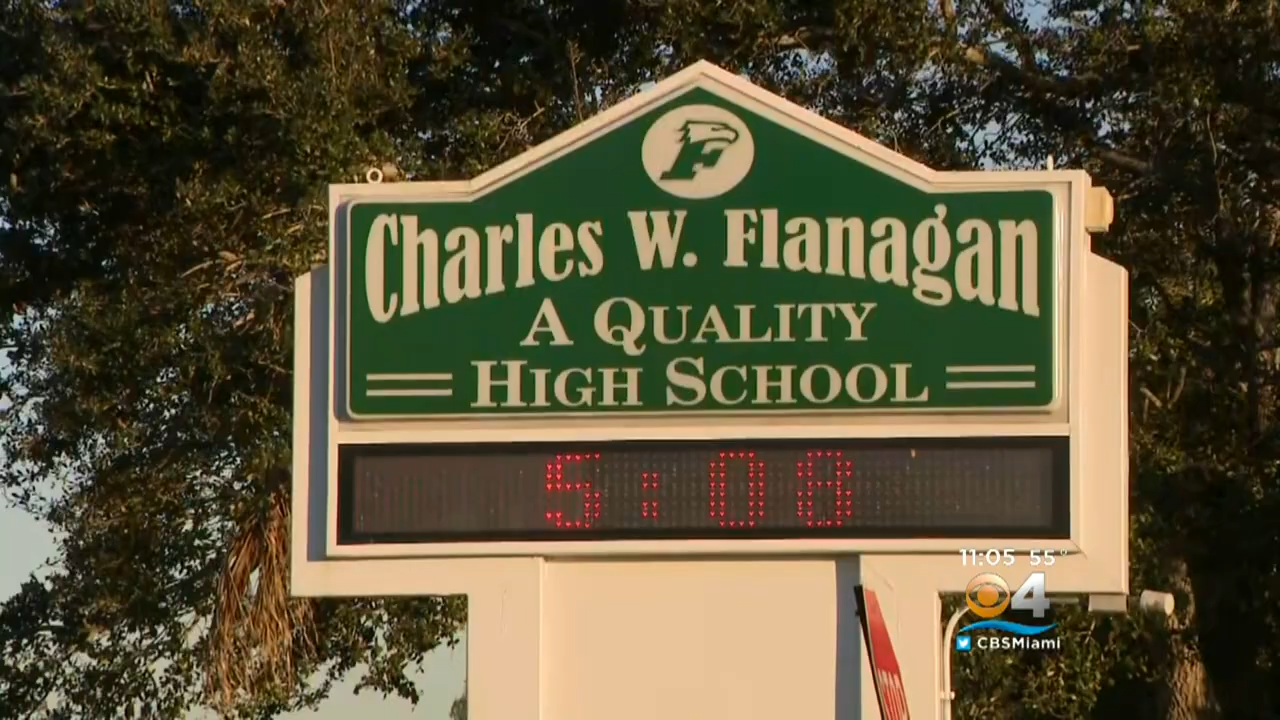 F
Charles W. Flanagan
A QUALITY
HIGH SCHOOL
5:08
11:05 55°
4
CBSMiami